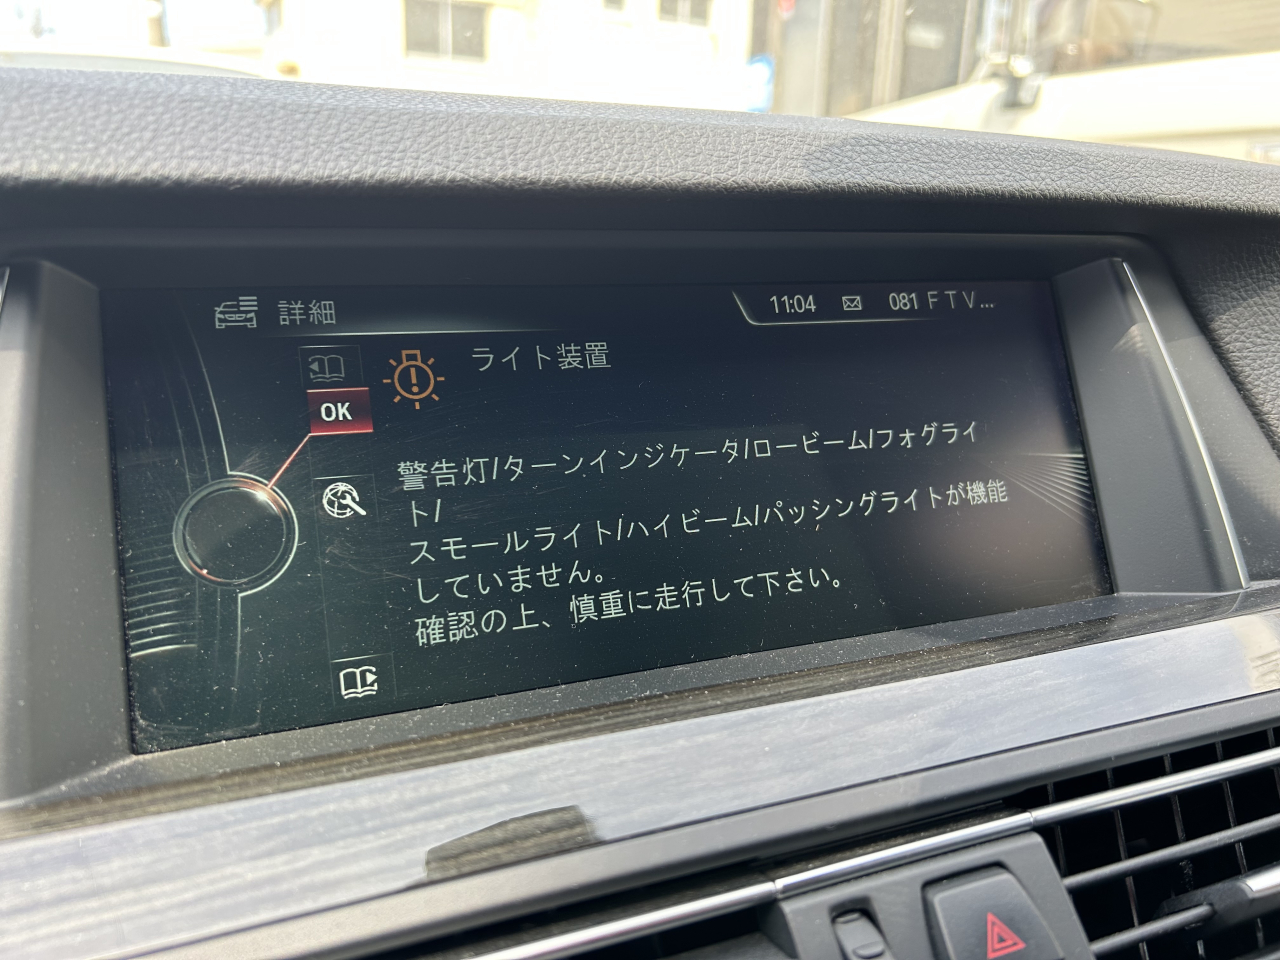 詳細
11:04
081 F T V...
ライト装置
OK
警告灯/ターンインジケータ/ロービーム/フォグライ
ト/
スモールライト/ハイビーム/パッシングライトが機能
していません。
確認の上、慎重に走行して下さい。